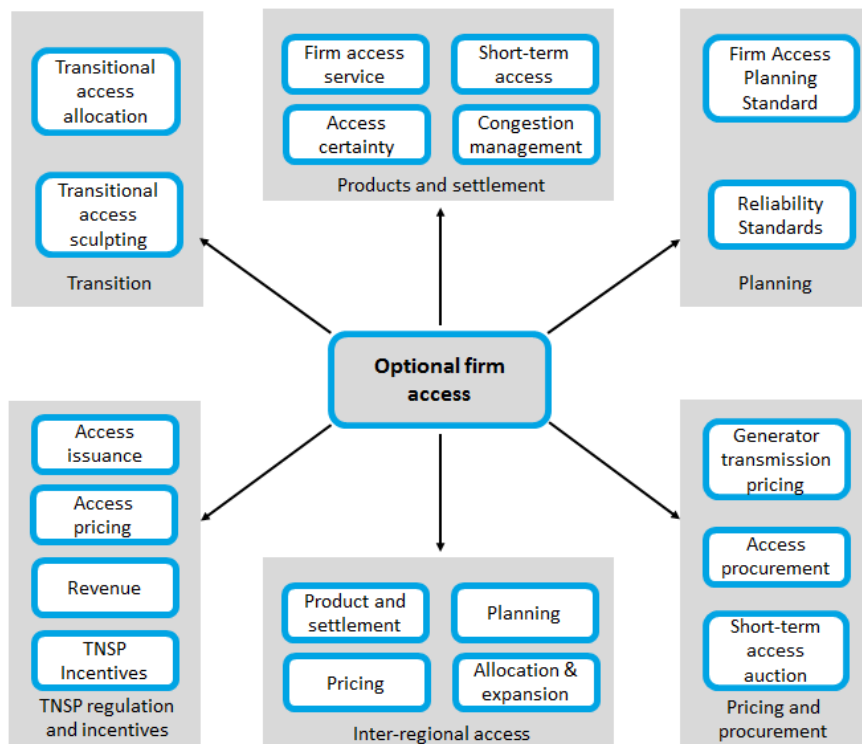 Transitional
access
allocation
Transitional
access
sculpting
Transition
Firm access
service
Short-term
access
Access
certainty
Congestion
management
Products and settlement
Firm Access
Planning
Standard
Reliability
Standards
Planning
Optional firm
access
Access
issuance
Access
pricing
Revenue
TNSP
Incentives
TNSP regulation
and incentives
Product and
settlement
Planning
Pricing
Allocation &
expansion
Inter-regional access
Generator
transmission
pricing
Access
procurement
Short-term
access
auction
Pricing and
procurement